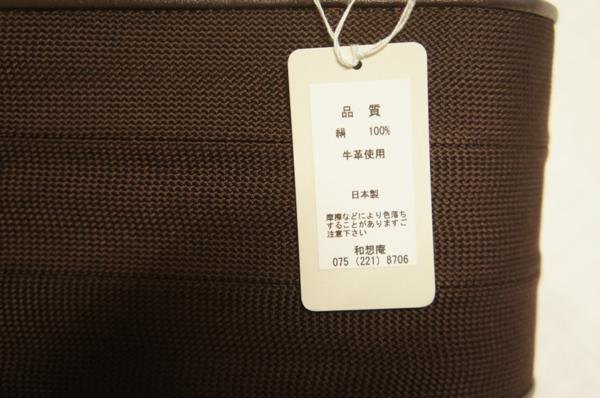 品 質
絹 100%
牛革使用
日本製
摩擦などにより色落ち
することがありますご
注意下さい
和想庵
075 (221) 8706